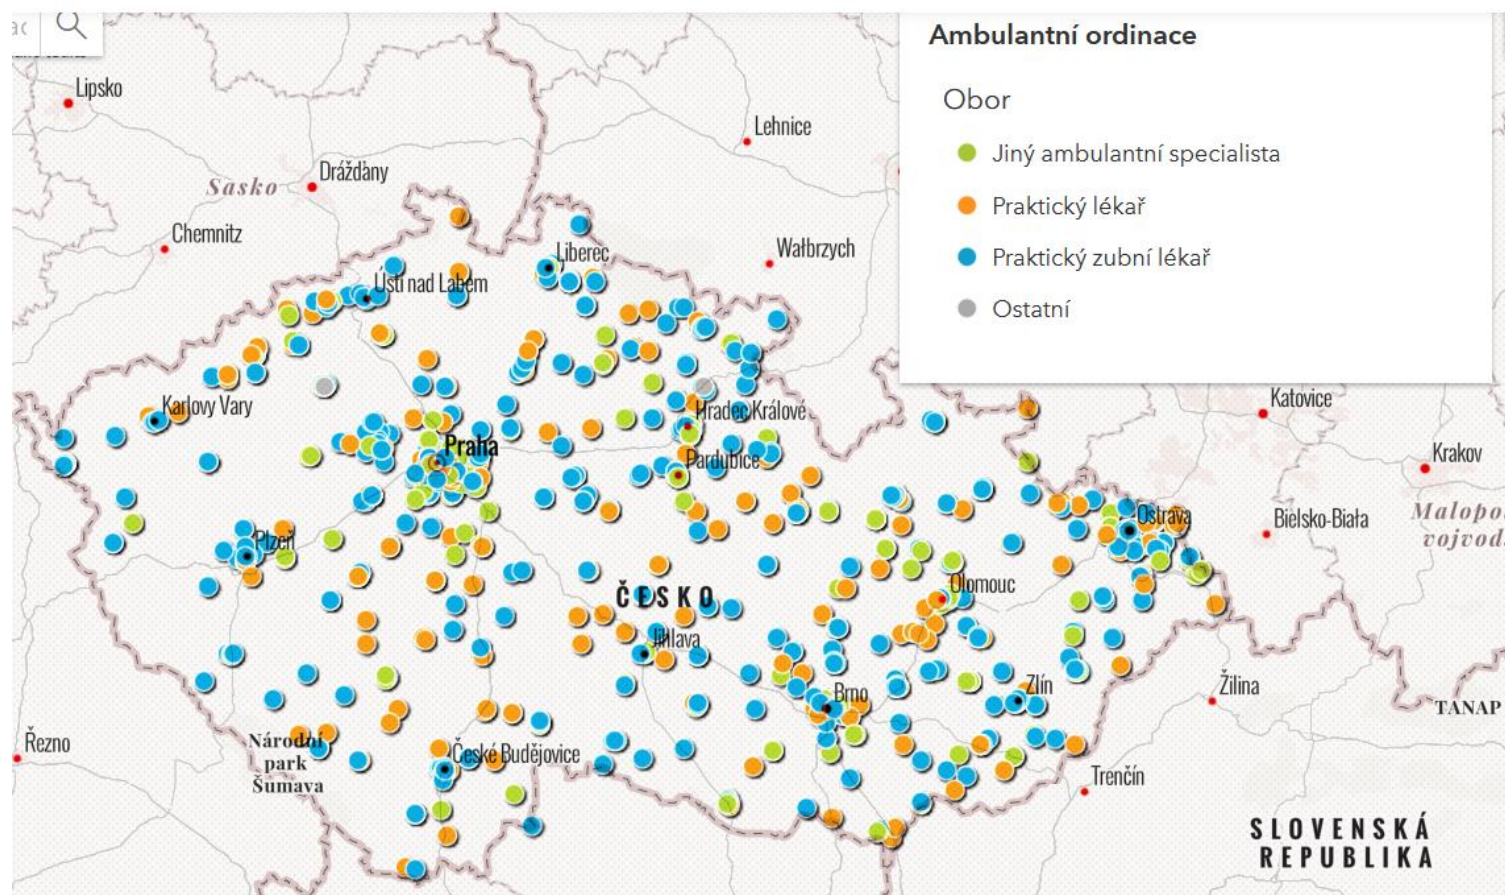 Ambulantní ordinace
Obor
Jiný ambulantní specialista
Praktický lékař
Praktický zubní lékař
Ostatní
Lipsko
Lehnice
Drážďany
Sasko
Chemnitz
Wałbrzych
Liberec
Ústí nad Labem
Katovice
Karlovy Vary
Hradec Králové
Praha
Krakov
Pardubice
Plzeň
Ostrava
Bielsko-Biała
Olomouc
ČESKO
Jihlava
Brno
Zlín
Žilina
TANAP
Řezno
Národní
park
Šumava
České Budějovice
Trenčín
SLOVENSKÁ
REPUBLIKA